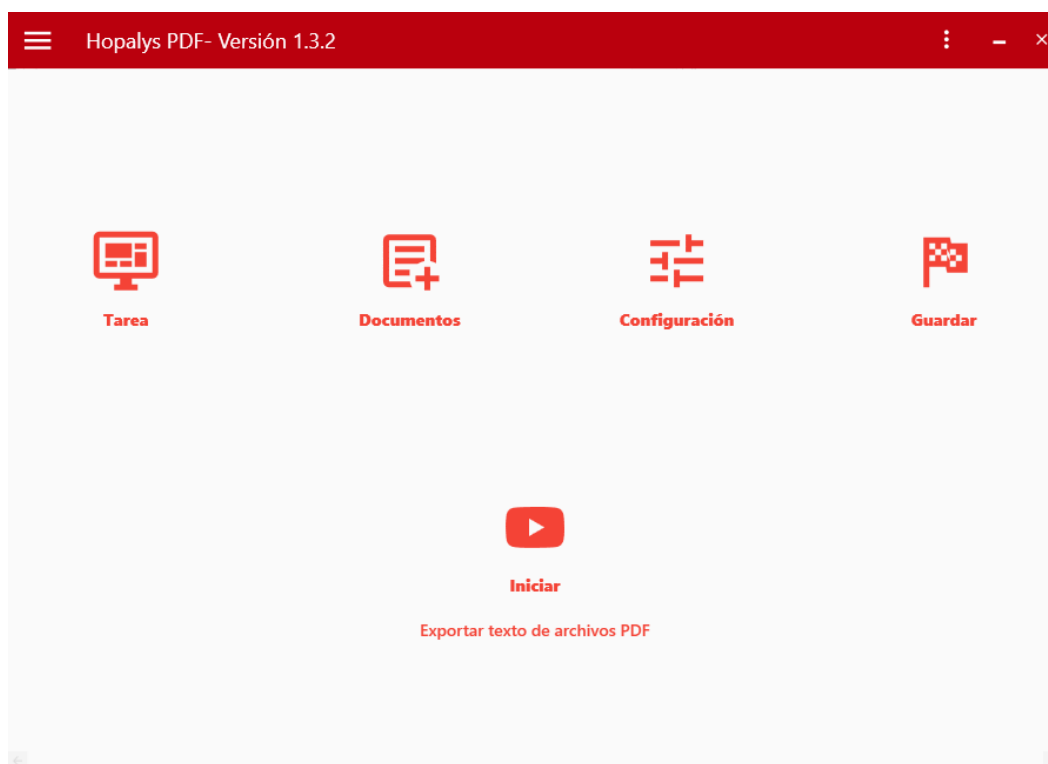 Hopalys PDF- Versión 1.3.2
Tarea
Documentos
Configuración
Guardar
Iniciar
Exportar texto de archivos PDF